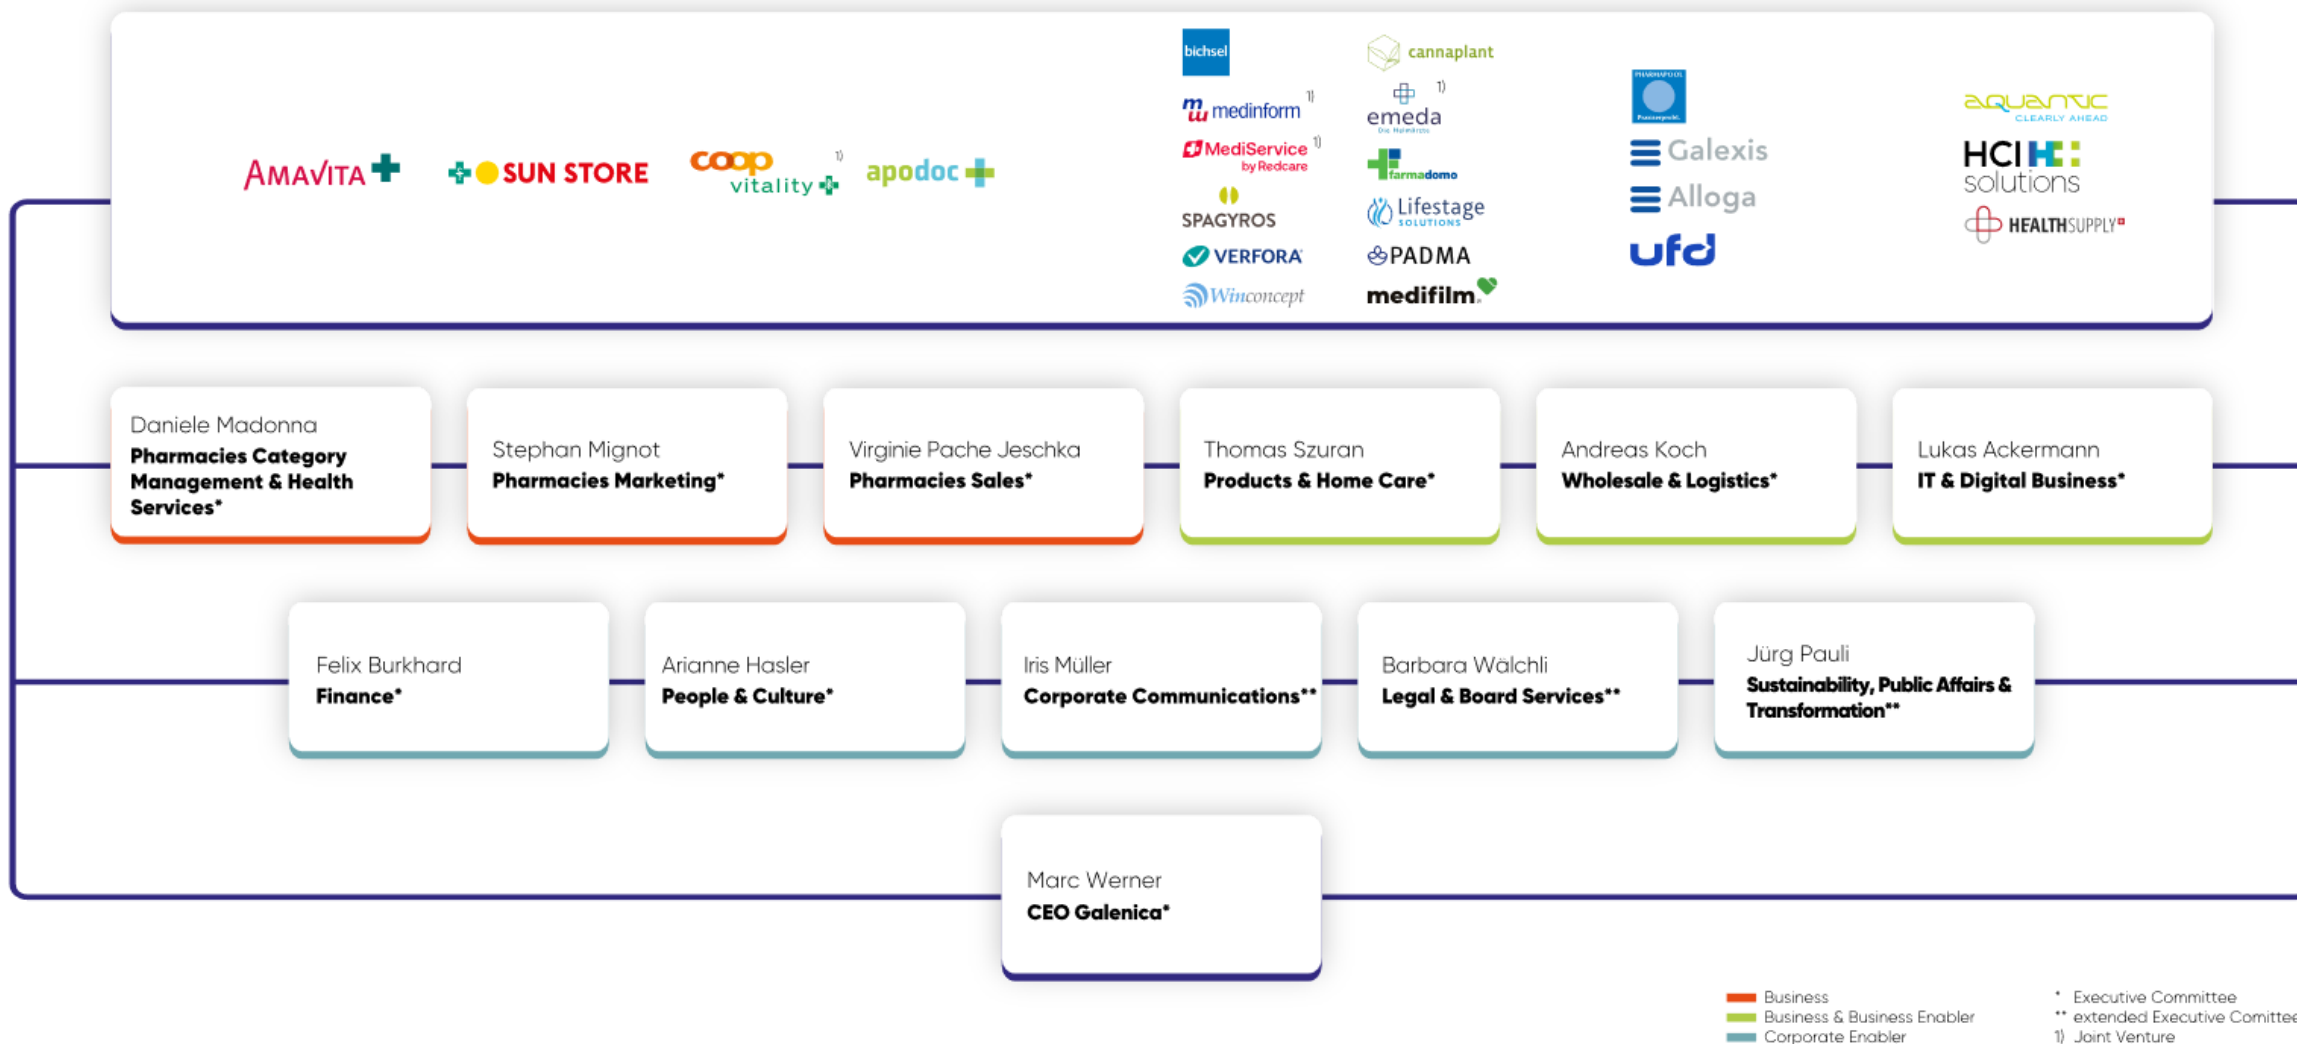 AMAVITA
SUN STORE
coop
vitality 1)
apodoc
bichsel
medinform 1)
MediService 1)
by Redcare
SPAGYROS
VERFORA
Winconcept
cannaplant
emeda 1)
farmadomo
Lifestage
SOLUTIONS
PADMA
medifilm
PHARMAPOOL
Galexis
Alloga
ufd
aquantic
CLEARLY AHEAD
HCI
solutions
HEALTHSUPPLY
Daniele Madonna
Pharmacies Category
Management & Health
Services*
Stephan Mignot
Pharmacies Marketing*
Virginie Pache Jeschka
Pharmacies Sales*
Thomas Szuran
Products & Home Care*
Andreas Koch
Wholesale & Logistics*
Lukas Ackermann
IT & Digital Business*
Felix Burkhard
Finance*
Arianne Hasler
People & Culture*
Iris Müller
Corporate Communications**
Barbara Wälchli
Legal & Board Services**
Jürg Pauli
Sustainability, Public Affairs &
Transformation**
Marc Werner
CEO Galenica*
Business
Business & Business Enabler
Corporate Enabler
* Executive Committee
** extended Executive Comittee
1) Joint Venture